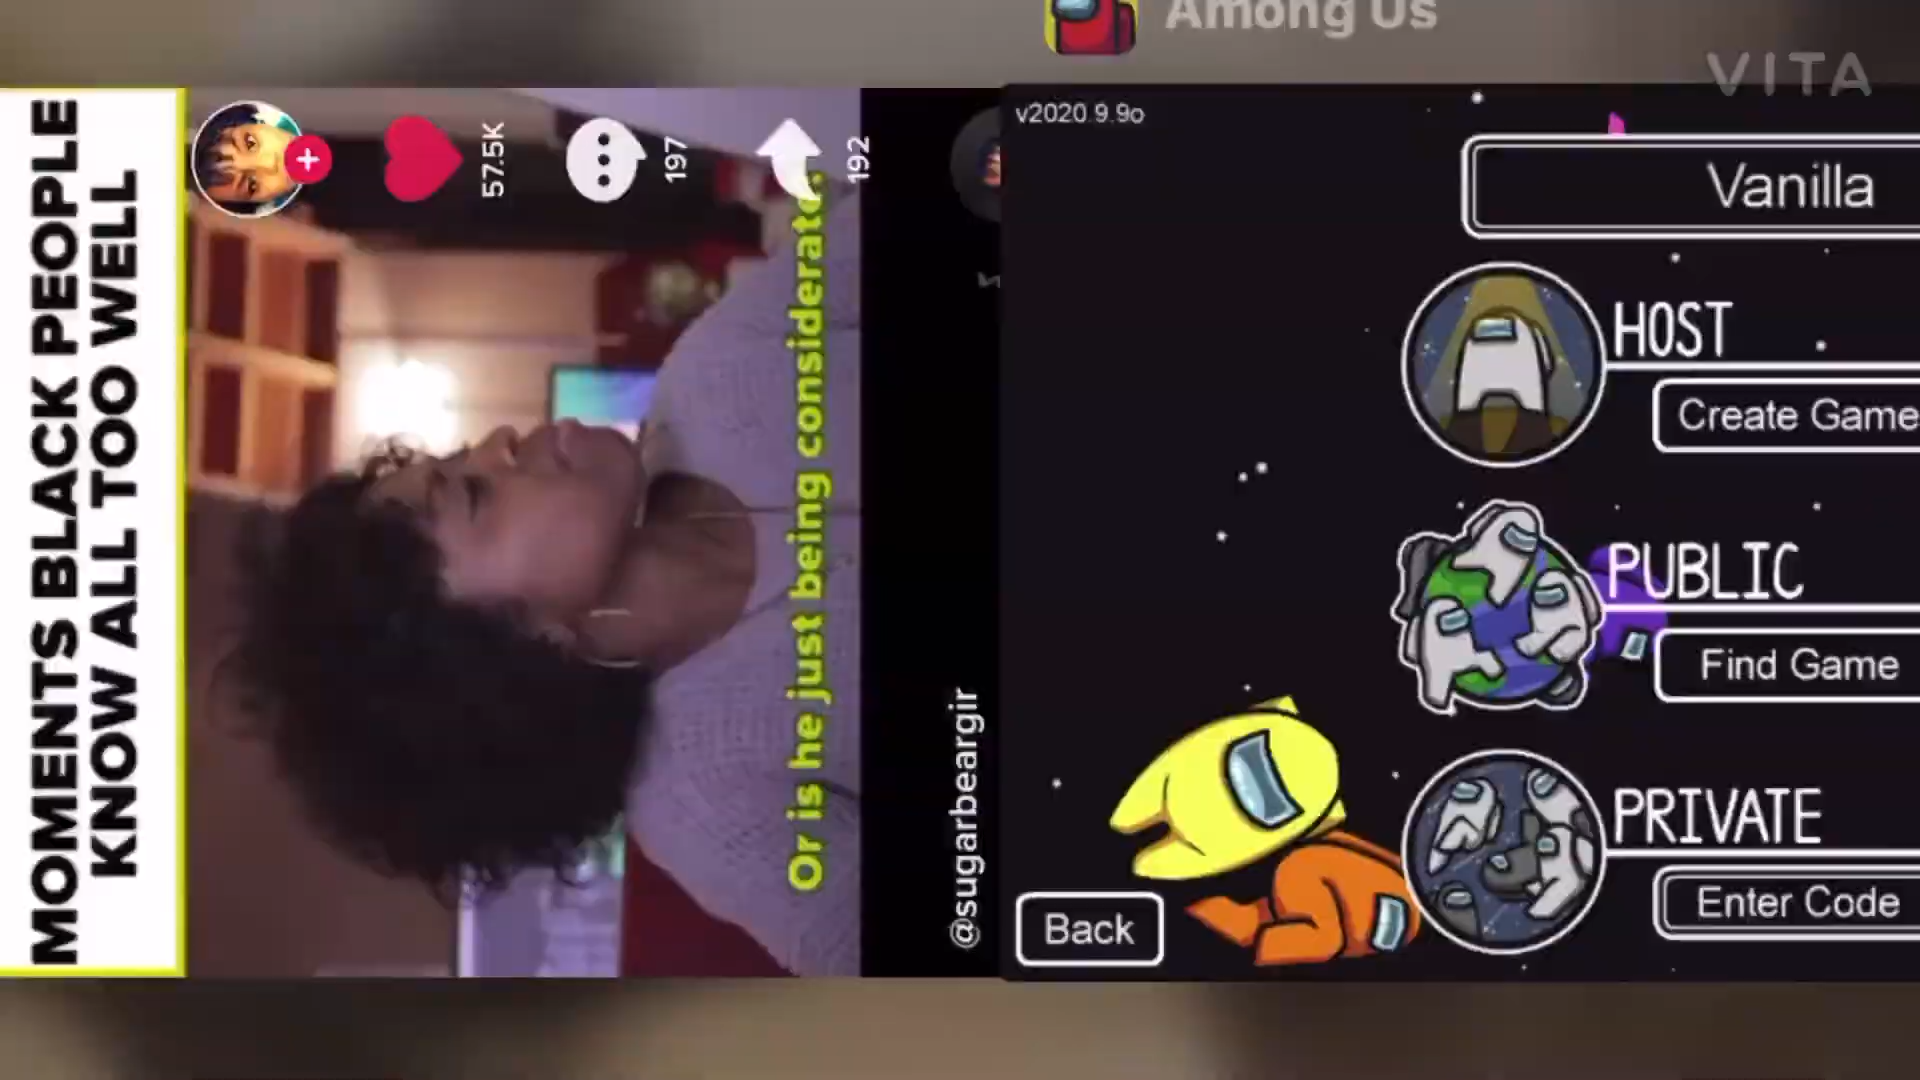 MOMENTS BLACK PEOPLE
KNOW ALL TOO WELL
57.5K
197
192
Or is he just being considerate.
@sugarbeargir
Among Us
VITA
v2020.9.9o
Vanilla
HOST
Create Game
PUBLIC
Find Game
PRIVATE
Enter Code
Back